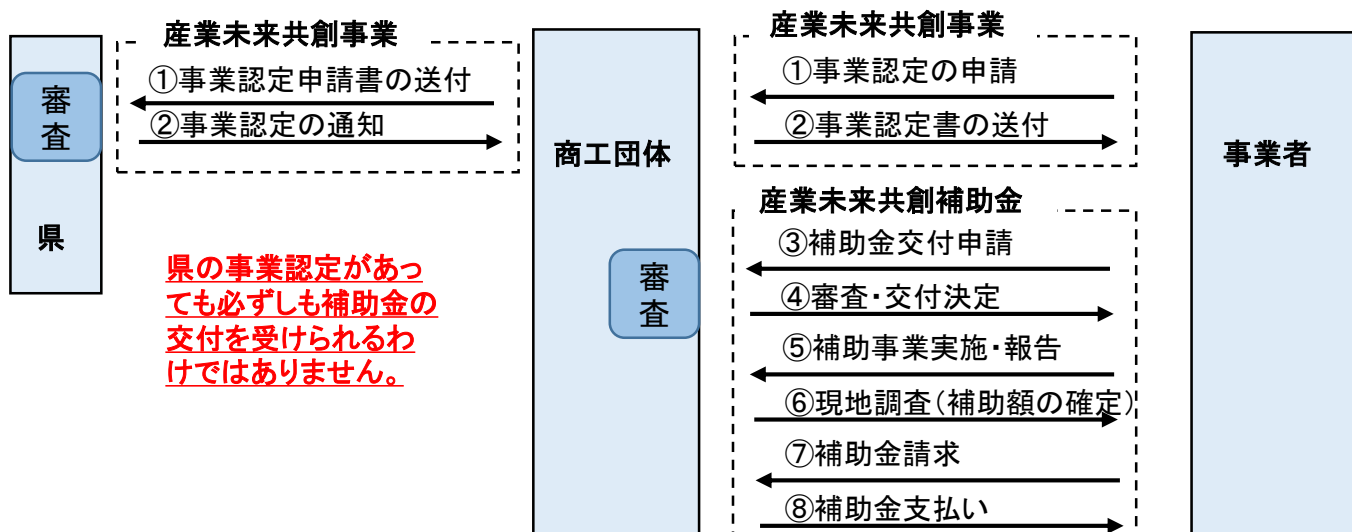 産業未来共創事業
①事業認定申請書の送付
②事業認定の通知
審
査
県
県の事業認定があっ
ても必ずしも補助金の
交付を受けられるわ
けではありません。
商工団体
審
査
産業未来共創事業
①事業認定の申請
②事業認定書の送付
産業未来共創補助金
③補助金交付申請
④審査・交付決定
⑤補助事業実施・報告
⑥現地調査(補助額の確定)
⑦補助金請求
⑧補助金支払い
事業者